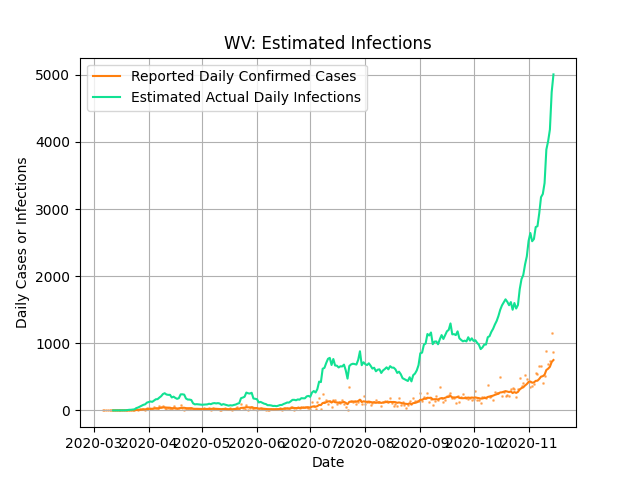 WV: Estimated Infections
Reported Daily Confirmed Cases
Estimated Actual Daily Infections
5000
4000
3000
2000
1000
0
Daily Cases or Infections
2020-03 2020-04 2020-05 2020-06 2020-07 2020-08 2020-09 2020-10 2020-11
Date